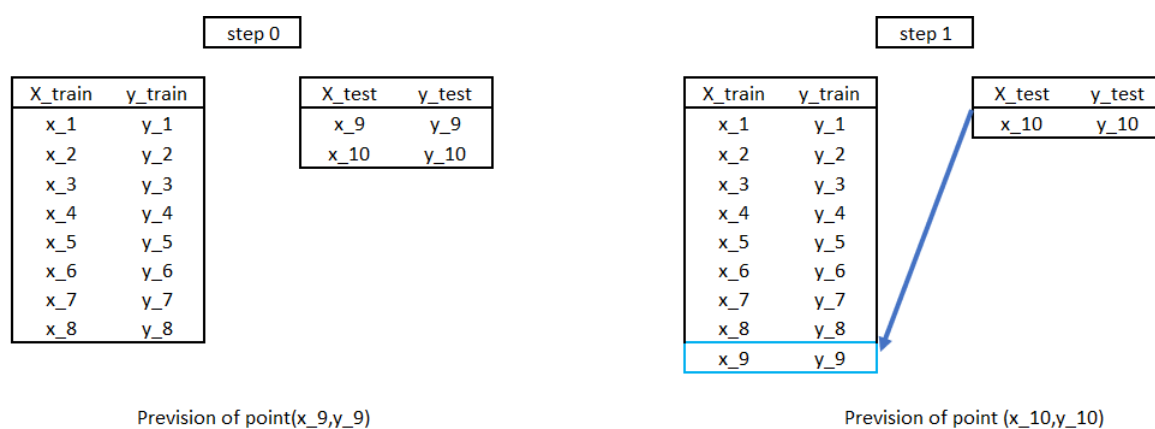 step 0
X_train y_train
x_1 y_1
x_2 y_2
x_3 y_3
x_4 y_4
x_5 y_5
x_6 y_6
x_7 y_7
x_8 y_8
X_test y_test
x_9 y_9
x_10 y_10
Prevision of point(x_9,y_9)
step 1
X_train y_train
x_1 y_1
x_2 y_2
x_3 y_3
x_4 y_4
x_5 y_5
x_6 y_6
x_7 y_7
x_8 y_8
x_9 y_9
X_test y_test
x_10 y_10
Prevision of point (x_10,y_10)